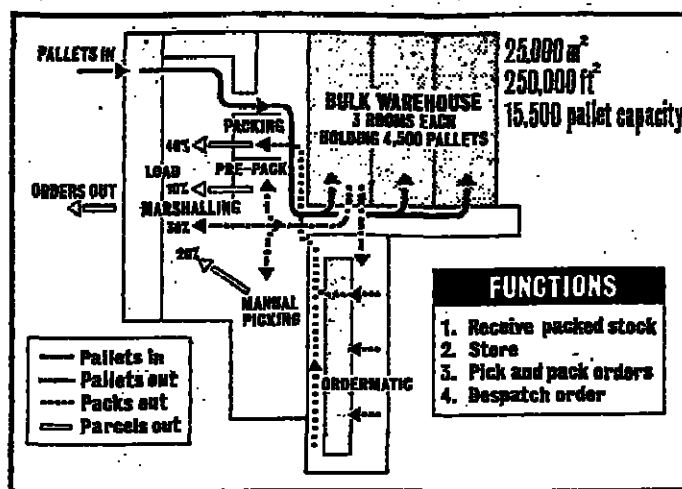 PALLETS IN
25,000 m²
250,000 ft²
15,500 pallet capacity
BULK WAREHOUSE
3 ROOMS EACH
HOLDING 4,500 PALLETS
PACKING
40%
PRE-PACK
LOAD
10%
ORDERS OUT
MARSHALLING
30%
20%
MANUAL
PICKING
ORDERMATIC
FUNCTIONS
1. Receive packed stock
2. Store
3. Pick and pack orders
4. Despatch order
Pallets in
Pallets out
Packs out
Parcels out